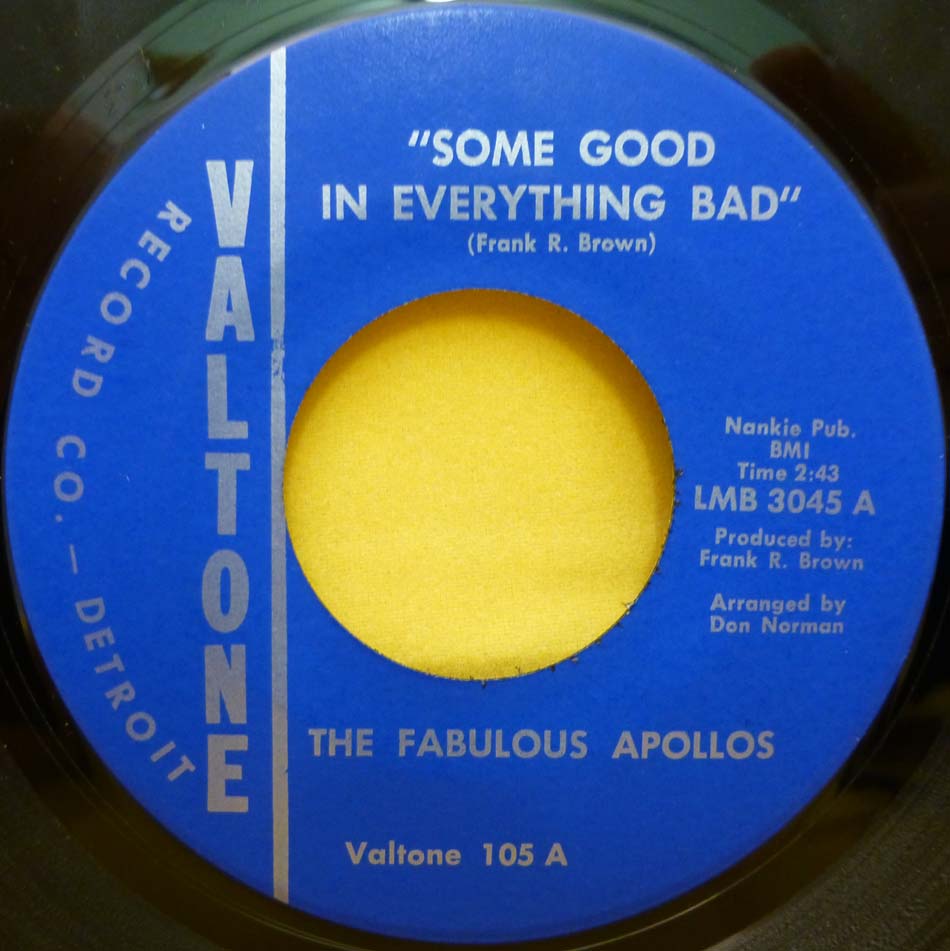 "SOME GOOD
IN EVERYTHING BAD"
(Frank R. Brown)
VALTONE
RECORD CO. — DETROIT
Nankie Pub.
BMI
Time 2:43
LMB 3045 A
Produced by:
Frank R. Brown
Arranged by
Don Norman
THE FABULOUS APOLLOS
Valtone 105 A